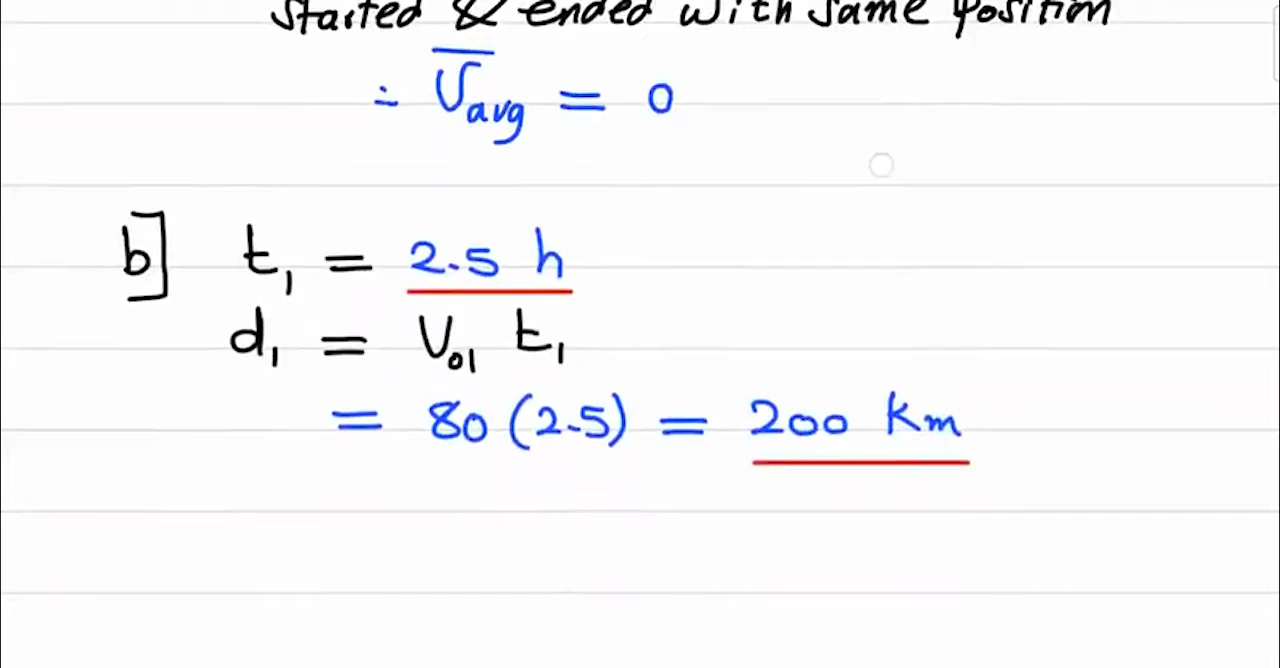 started & ended with same position
∴ V̅avg = 0
b] t₁ = 2.5 h
d₁ = V₀₁ t₁
= 80 (2.5) = 200 km